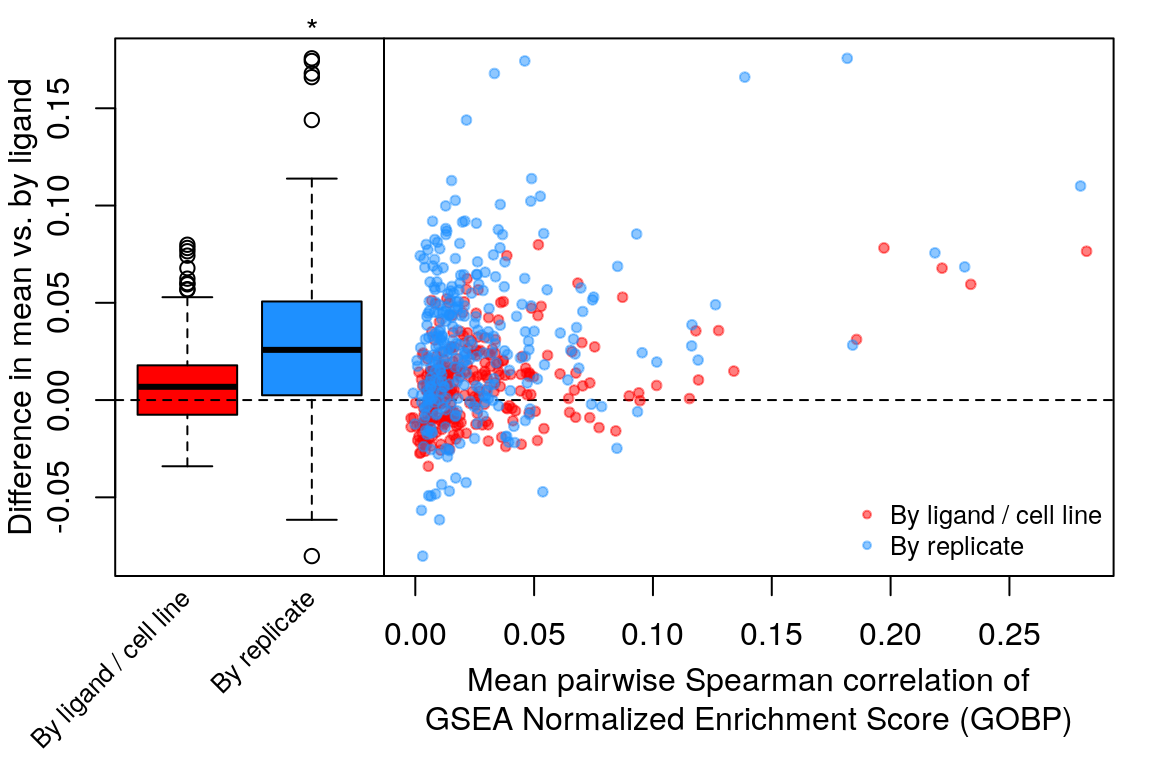 *
Difference in mean vs. by ligand
0.15
0.10
0.05
0.00
-0.05
By ligand / cell line
By replicate
By ligand / cell line
By replicate
0.00 0.05 0.10 0.15 0.20 0.25
Mean pairwise Spearman correlation of
GSEA Normalized Enrichment Score (GOBP)